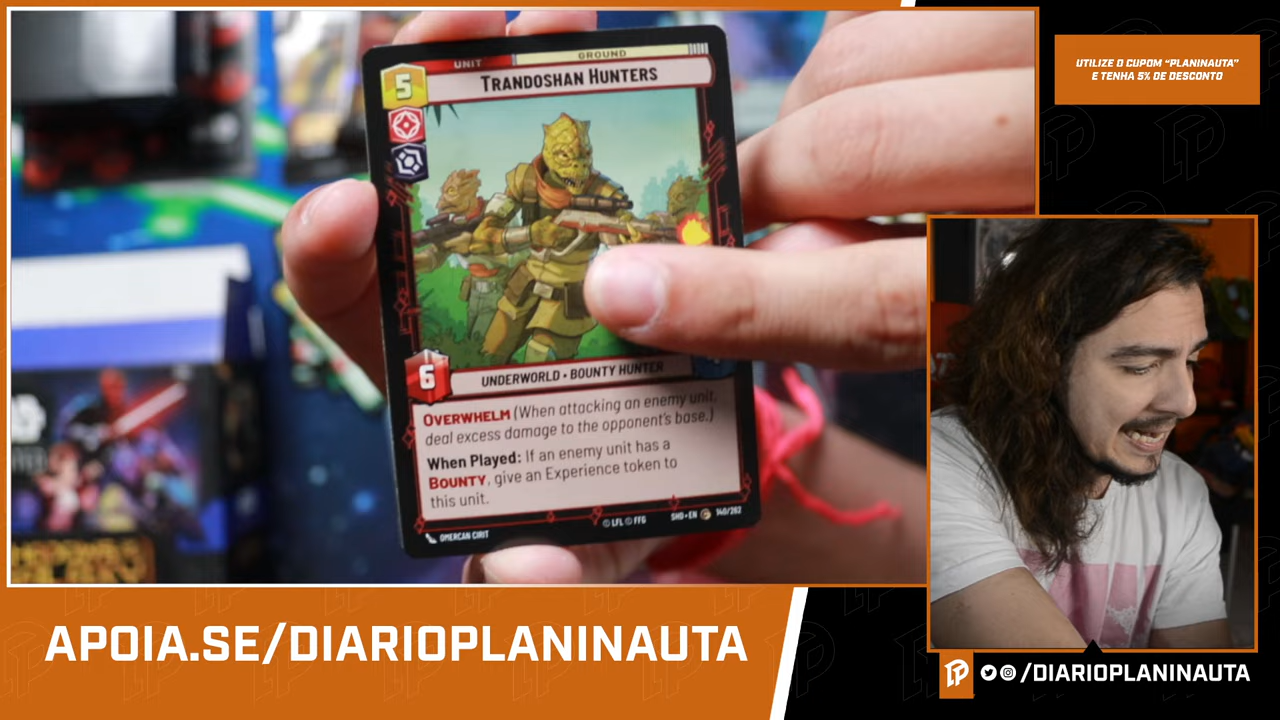 UNIT
GROUND
5
TRANDOSHAN HUNTERS
6
UNDERWORLD • BOUNTY HUNTER
OVERWHELM (When attacking an enemy unit,
deal excess damage to the opponent's base.)
When Played: If an enemy unit has a
BOUNTY, give an Experience token to
this unit.
OMERCAN CIRIT
© LFL © FFG
SHD • EN
140/262
UTILIZE O CUPOM "PLANINAUTA"
E TENHA 5% DE DESCONTO
APOIA.SE/DIARIOPLANINAUTA
/DIARIOPLANINAUTA